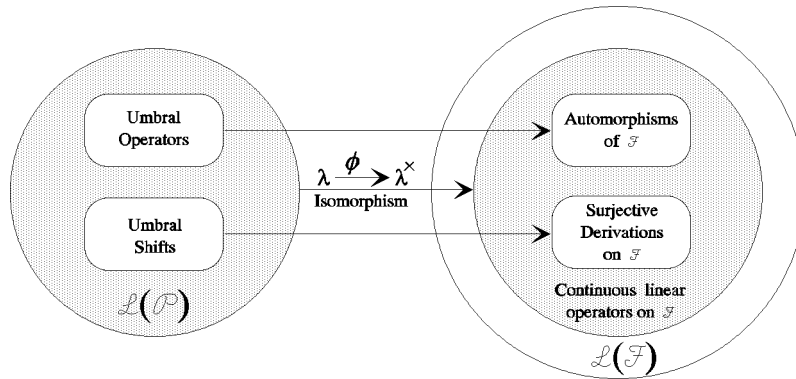 Umbral
Operators
Automorphisms
of ℱ
λ ϕ λ×
Isomorphism
Umbral
Shifts
Surjective
Derivations
on ℱ
Continuous linear
operators on ℱ
ℒ(𝒫)
ℒ(ℱ)